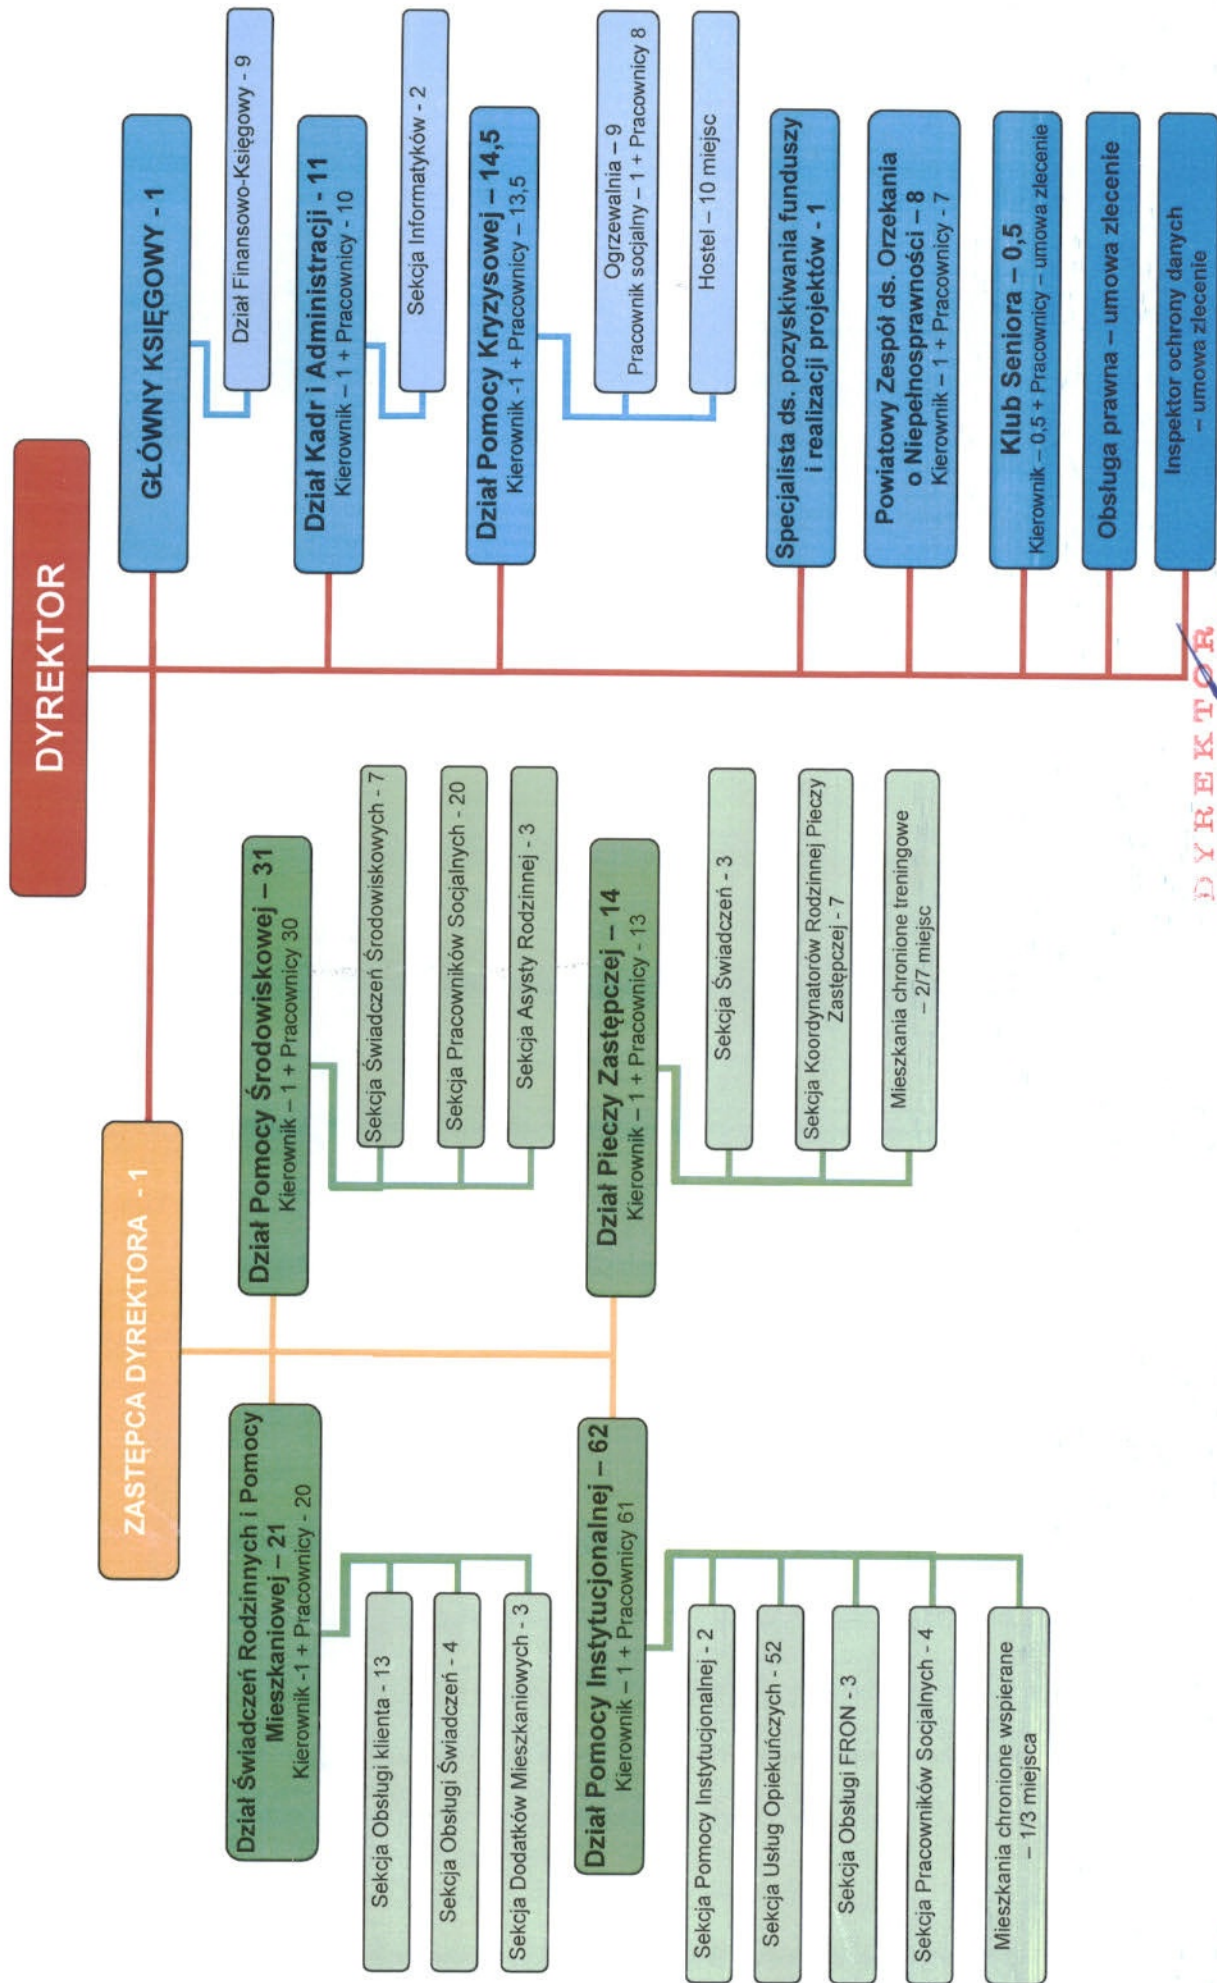 DYREKTOR
ZASTĘPCA DYREKTORA - 1
Dział Świadczeń Rodzinnych i Pomocy
Mieszkaniowej – 21
Kierownik -1 + Pracownicy - 20
Sekcja Obsługi klienta - 13
Sekcja Obsługi Świadczeń - 4
Sekcja Dodatków Mieszkaniowych - 3
Dział Pomocy Instytucjonalnej – 62
Kierownik – 1 + Pracownicy 61
Sekcja Pomocy Instytucjonalnej - 2
Sekcja Usług Opiekuńczych - 52
Sekcja Obsługi FRON - 3
Sekcja Pracowników Socjalnych - 4
Mieszkania chronione wspierane
– 1/3 miejsca
Dział Pomocy Środowiskowej – 31
Kierownik – 1 + Pracownicy 30
Sekcja Świadczeń Środowiskowych - 7
Sekcja Pracowników Socjalnych - 20
Sekcja Asysty Rodzinnej - 3
Dział Pieczy Zastępczej – 14
Kierownik – 1 + Pracownicy - 13
Sekcja Świadczeń - 3
Sekcja Koordynatorów Rodzinnej Pieczy
Zastępczej - 7
Mieszkania chronione treningowe
– 2/7 miejsc
GŁÓWNY KSIĘGOWY - 1
Dział Finansowo-Księgowy - 9
Dział Kadr i Administracji - 11
Kierownik – 1 + Pracownicy - 10
Sekcja Informatyków - 2
Dział Pomocy Kryzysowej – 14,5
Kierownik -1 + Pracownicy – 13,5
Ogrzewalnia – 9
Pracownik socjalny – 1 + Pracownicy 8
Hostel – 10 miejsc
Specjalista ds. pozyskiwania funduszy
i realizacji projektów - 1
Powiatowy Zespół ds. Orzekania
o Niepełnosprawności – 8
Kierownik – 1 + Pracownicy - 7
Klub Seniora – 0,5
Kierownik – 0,5 + Pracownicy – umowa zlecenie
Obsługa prawna – umowa zlecenie
Inspektor ochrony danych
– umowa zlecenie
DYREKTOR